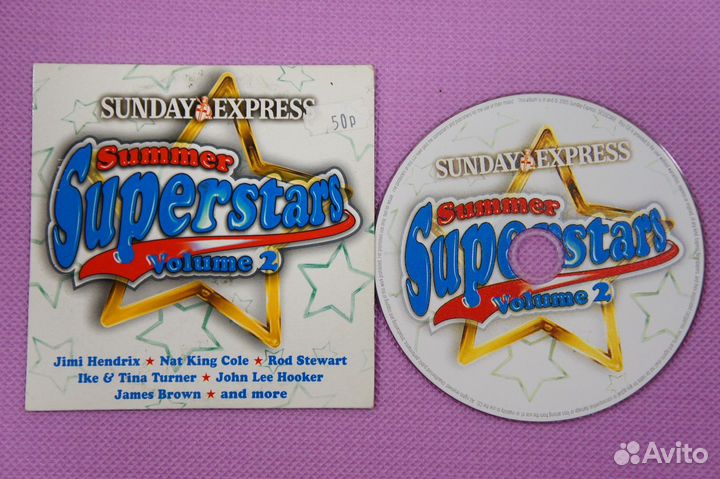 SUNDAY EXPRESS
50p
Summer
Superstars
Volume 2
Jimi Hendrix ★ Nat King Cole ★ Rod Stewart
Ike & Tina Turner ★ John Lee Hooker
James Brown ★ and more
SUNDAY EXPRESS
Summer
Superstars
Volume 2
Avito